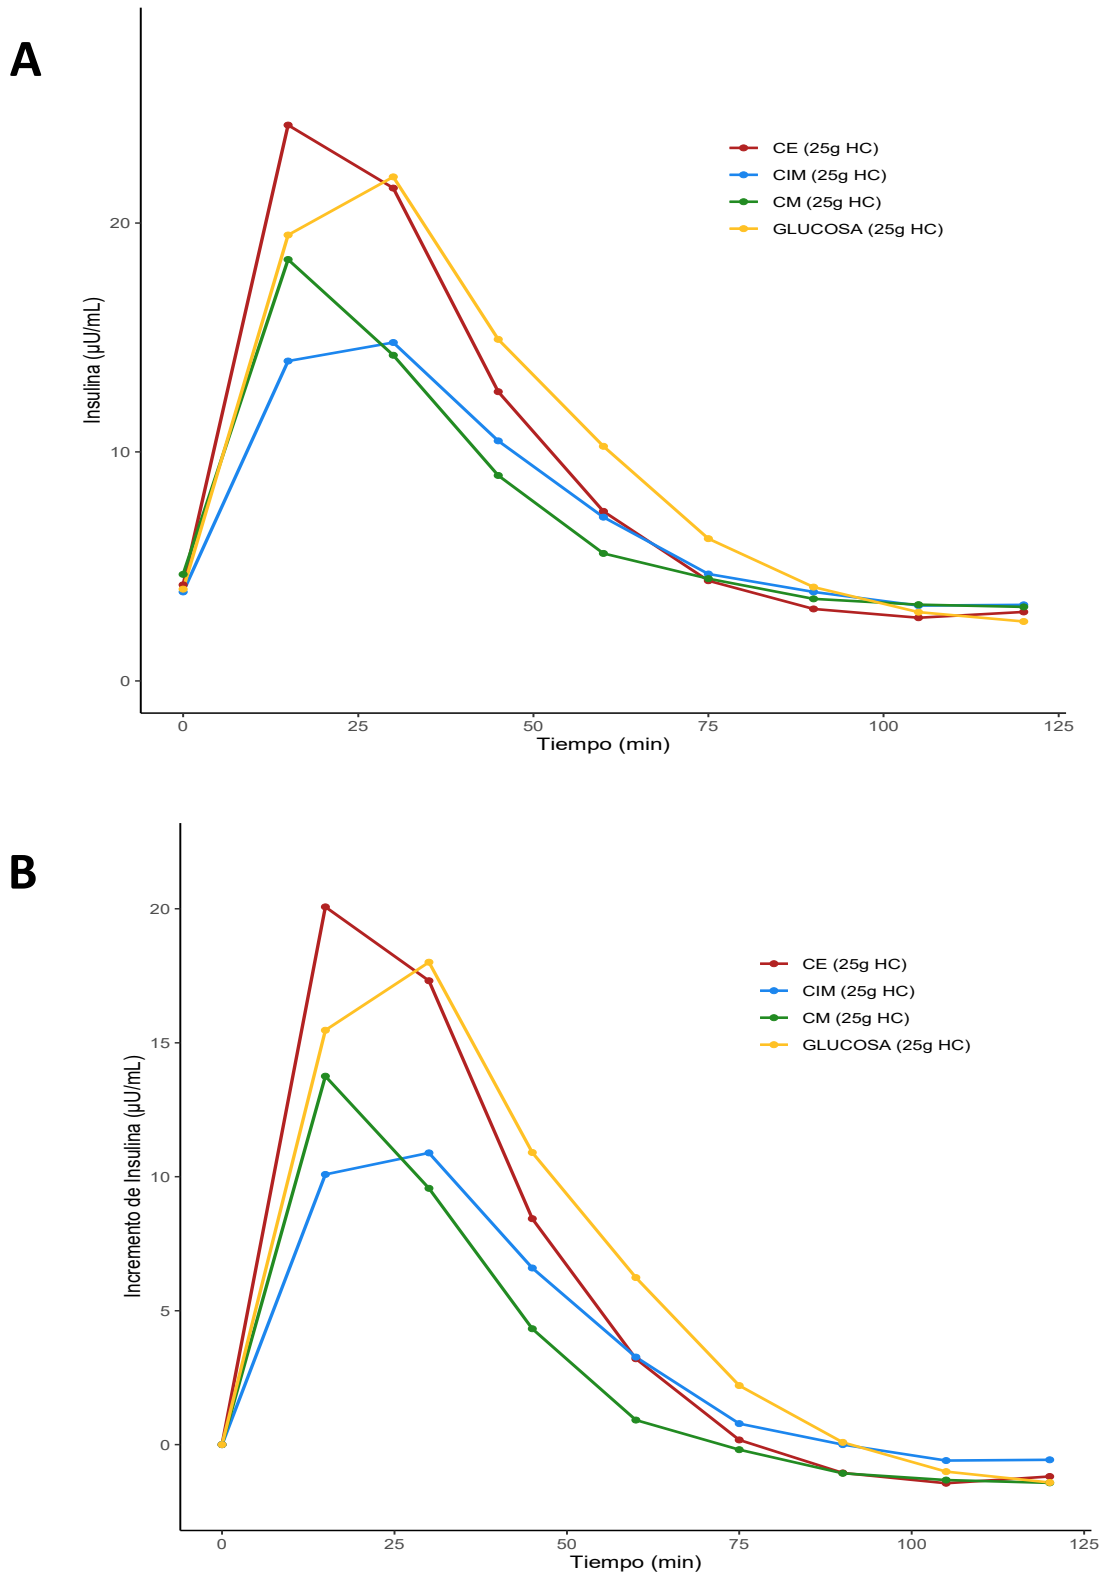 A
CE (25g HC)
CIM (25g HC)
CM (25g HC)
GLUCOSA (25g HC)
20
10
0
Insulina (µU/mL)
0 25 50 75 100 125
Tiempo (min)
B
CE (25g HC)
CIM (25g HC)
CM (25g HC)
GLUCOSA (25g HC)
20
15
10
5
0
Incremento de Insulina (µU/mL)
0 25 50 75 100 125
Tiempo (min)